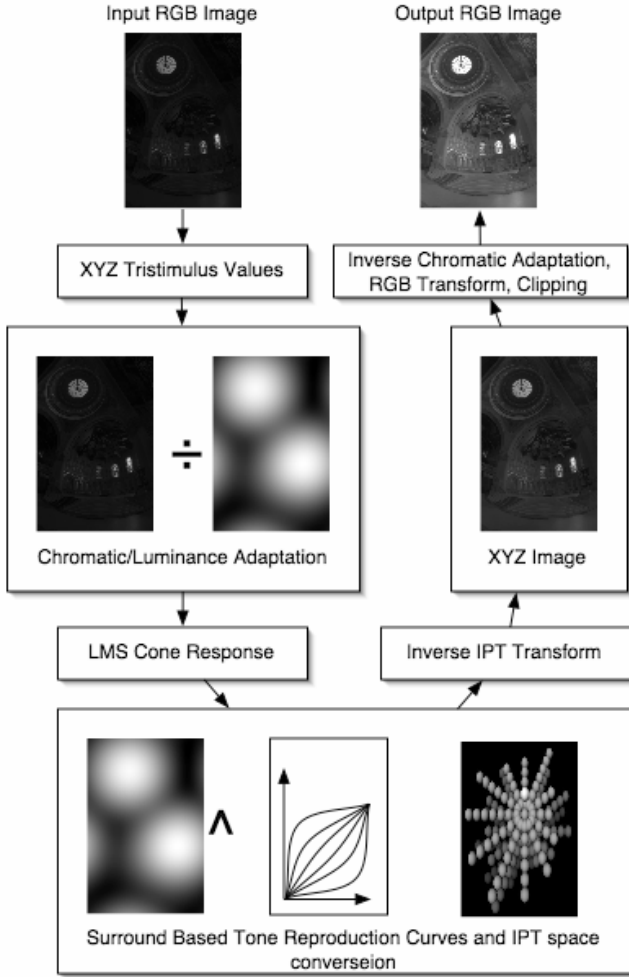 Input RGB Image
Output RGB Image
XYZ Tristimulus Values
Inverse Chromatic Adaptation,
RGB Transform, Clipping
÷
Chromatic/Luminance Adaptation
XYZ Image
LMS Cone Response
Inverse IPT Transform
^
Surround Based Tone Reproduction Curves and IPT space
converseion